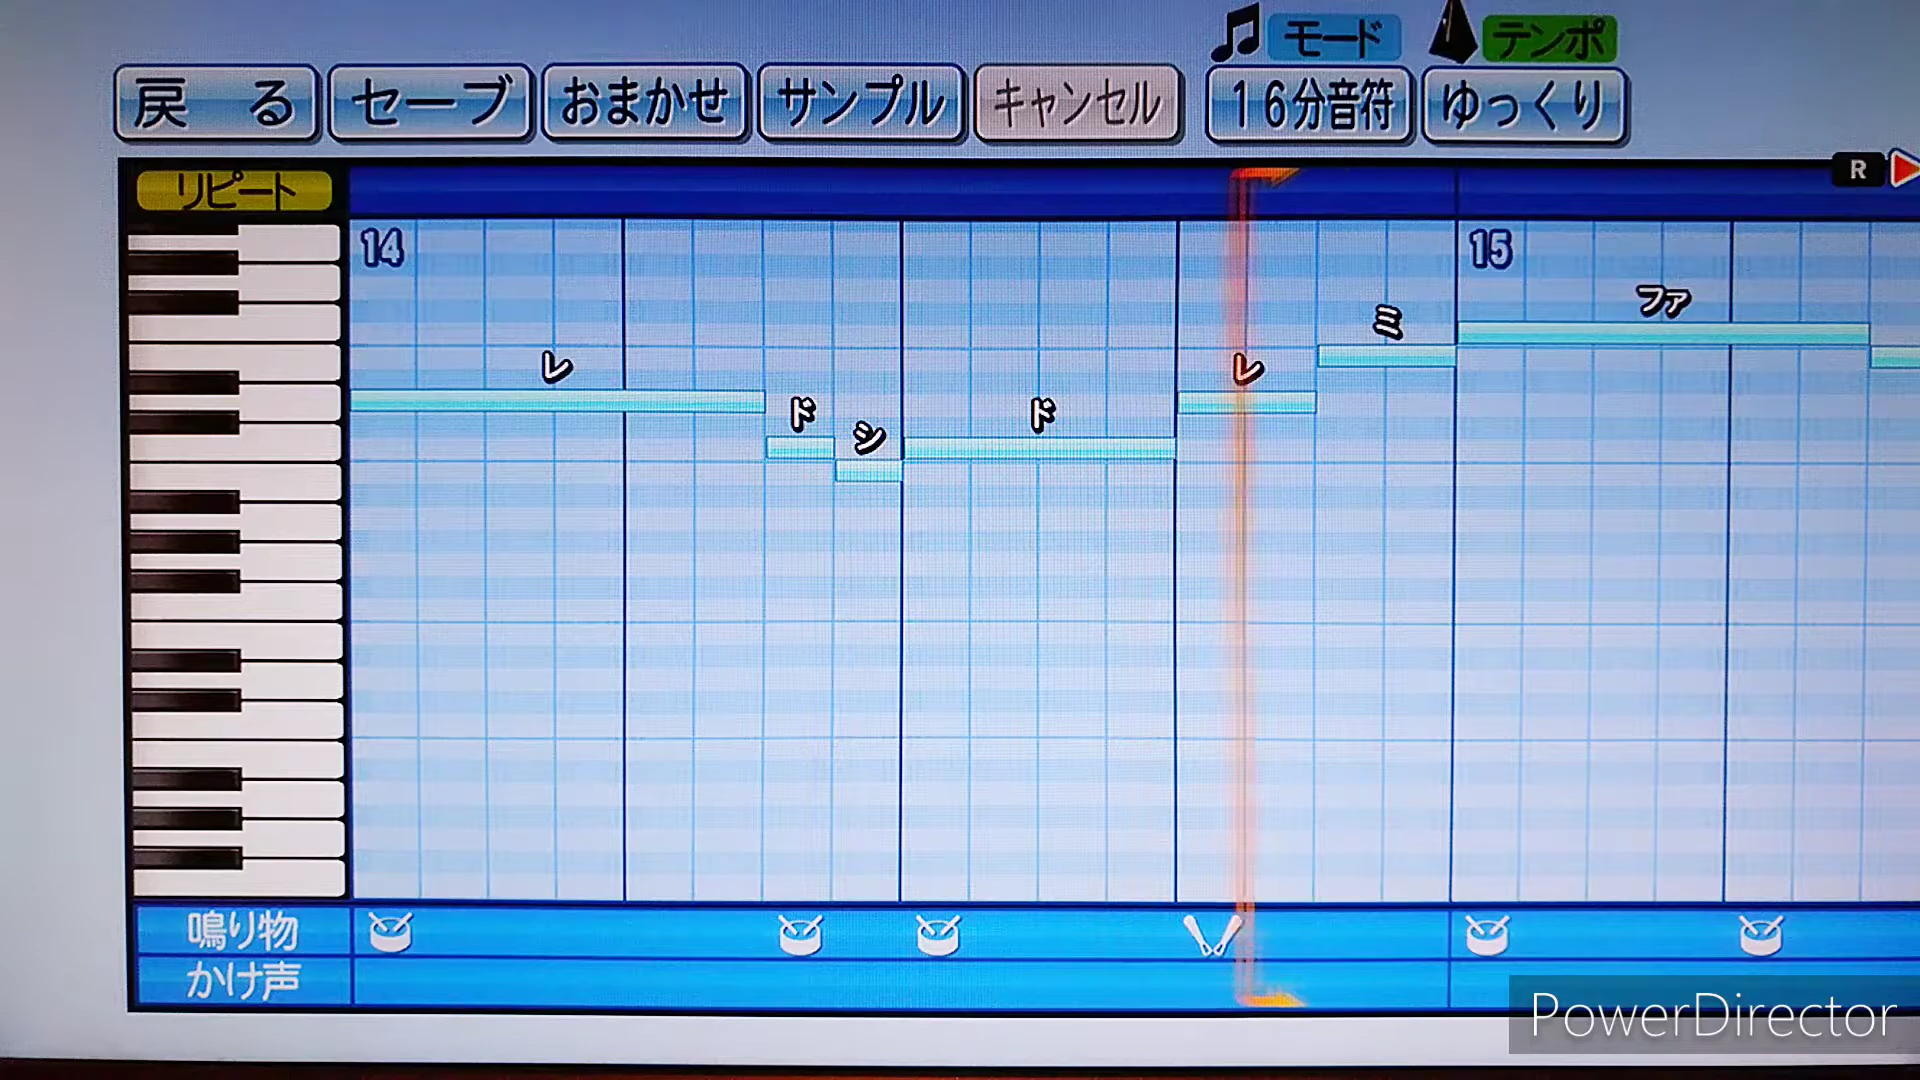 モード テンポ
戻る セーブ おまかせ サンプル キャンセル 16分音符 ゆっくり
リピート R
14 15
ファ
ミ
レ レ
ド ド
シ
鳴り物
かけ声
PowerDirector